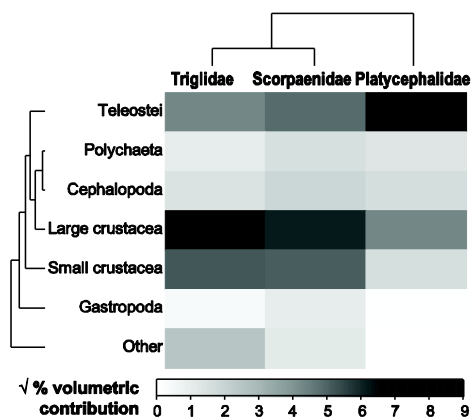 Triglidae Scorpaenidae Platycephalidae
Teleostei
Polychaeta
Cephalopoda
Large crustacea
Small crustacea
Gastropoda
Other
√ % volumetric
contribution
0 1 2 3 4 5 6 7 8 9